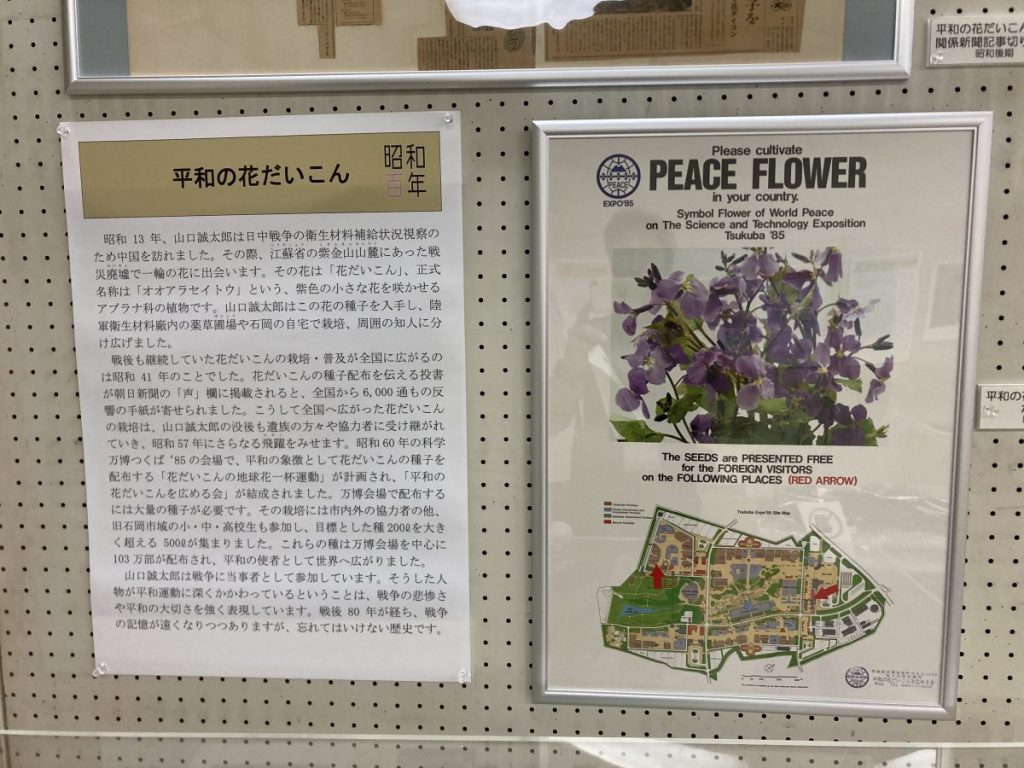 平和の花だいこん
関係新聞記事切り
昭和後期
平和の花だいこん
昭和
百年
昭和 13 年、山口誠太郎は日中戦争の衛生材料補給状況視察の
ため中国を訪れました。その際、江蘇省の紫金山山麓にあった戦
災廃墟で一輪の花に出会います。その花は「花だいこん」、正式
名称は「オオアラセイトウ」という、紫色の小さな花を咲かせる
アブラナ科の植物です。山口誠太郎はこの花の種子を入手し、陸
軍衛生材料廠内の薬草圃場や石岡の自宅で栽培、周囲の知人に分
け広げました。
戦後も継続していた花だいこんの栽培・普及が全国に広がるの
は昭和 41 年のことでした。花だいこんの種子配布を伝える投書
が朝日新聞の「声」欄に掲載されると、全国から 6,000 通もの反
響の手紙が寄せられました。こうして全国へ広がった花だいこん
の栽培は、山口誠太郎の没後も遺族の方々や協力者に受け継がれ
ていき、昭和 57 年にさらなる飛躍をみせます。昭和 60 年の科学
万博つくば '85 の会場で、平和の象徴として花だいこんの種子を
配布する「花だいこんの地球花一杯運動」が計画され、「平和の
花だいこんを広める会」が結成されました。万博会場で配布する
には大量の種子が必要です。その栽培には市内外の協力者の他、
旧石岡市域の小・中・高校生も参加し、目標とした種 200ℓを大き
く超える 500ℓが集まりました。これらの種は万博会場を中心に
103 万部が配布され、平和の使者として世界へ広がりました。
山口誠太郎は戦争に当事者として参加しています。そうした人
物が平和運動に深くかかわっているということは、戦争の悲惨さ
や平和の大切さを強く表現しています。戦後 80 年が経ち、戦争
の記憶が遠くなりつつありますが、忘れてはいけない歴史です。
Please cultivate
PEACE
EXPO'85
PEACE FLOWER
in your country.
Symbol Flower of World Peace
on The Science and Technology Exposition
Tsukuba '85
The SEEDS are PRESENTED FREE
for the FOREIGN VISITORS
on the FOLLOWING PLACES (RED ARROW)
Tsukuba Expo'85 Site Map
平和の